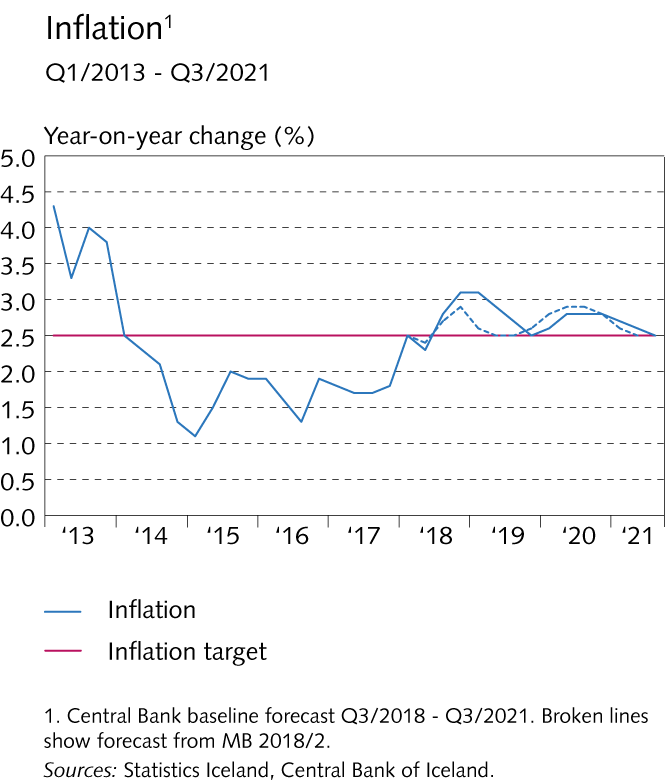 Inflation¹
Q1/2013 - Q3/2021
Year-on-year change (%)
5.0
4.5
4.0
3.5
3.0
2.5
2.0
1.5
1.0
0.5
0.0
‘13 ‘14 ‘15 ‘16 ‘17 ‘18 ‘19 ‘20 ‘21
Inflation
Inflation target
1. Central Bank baseline forecast Q3/2018 - Q3/2021. Broken lines
show forecast from MB 2018/2.
Sources: Statistics Iceland, Central Bank of Iceland.